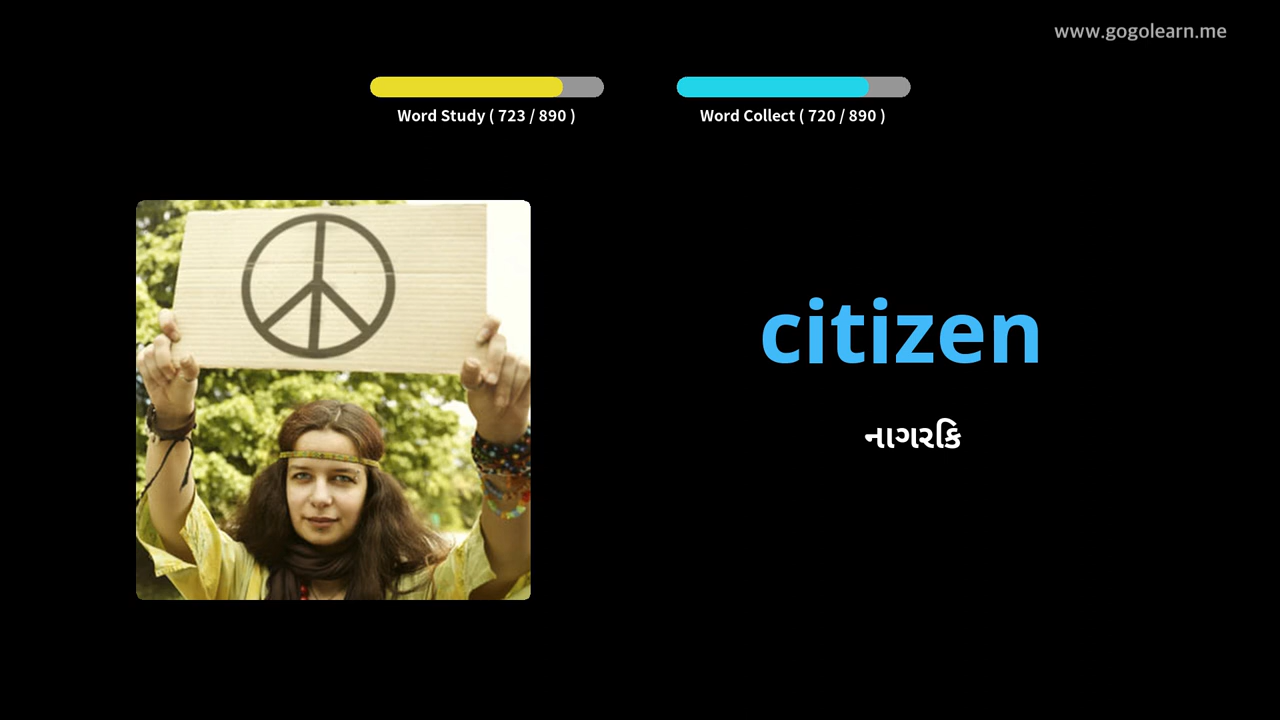 www.gogolearn.me
Word Study ( 723 / 890 )
Word Collect ( 720 / 890 )
citizen
નાગરકિ